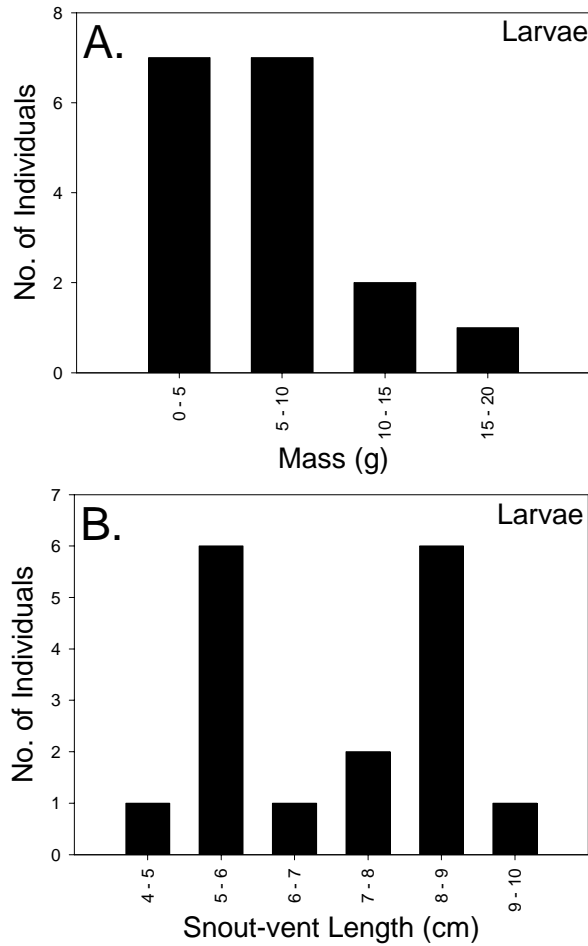 A.
Larvae
No. of Individuals
8
6
4
2
0
0 - 5
5 - 10
10 - 15
15 - 20
Mass (g)
B.
Larvae
No. of Individuals
7
6
5
4
3
2
1
0
4 - 5
5 - 6
6 - 7
7 - 8
8 - 9
9 - 10
Snout-vent Length (cm)